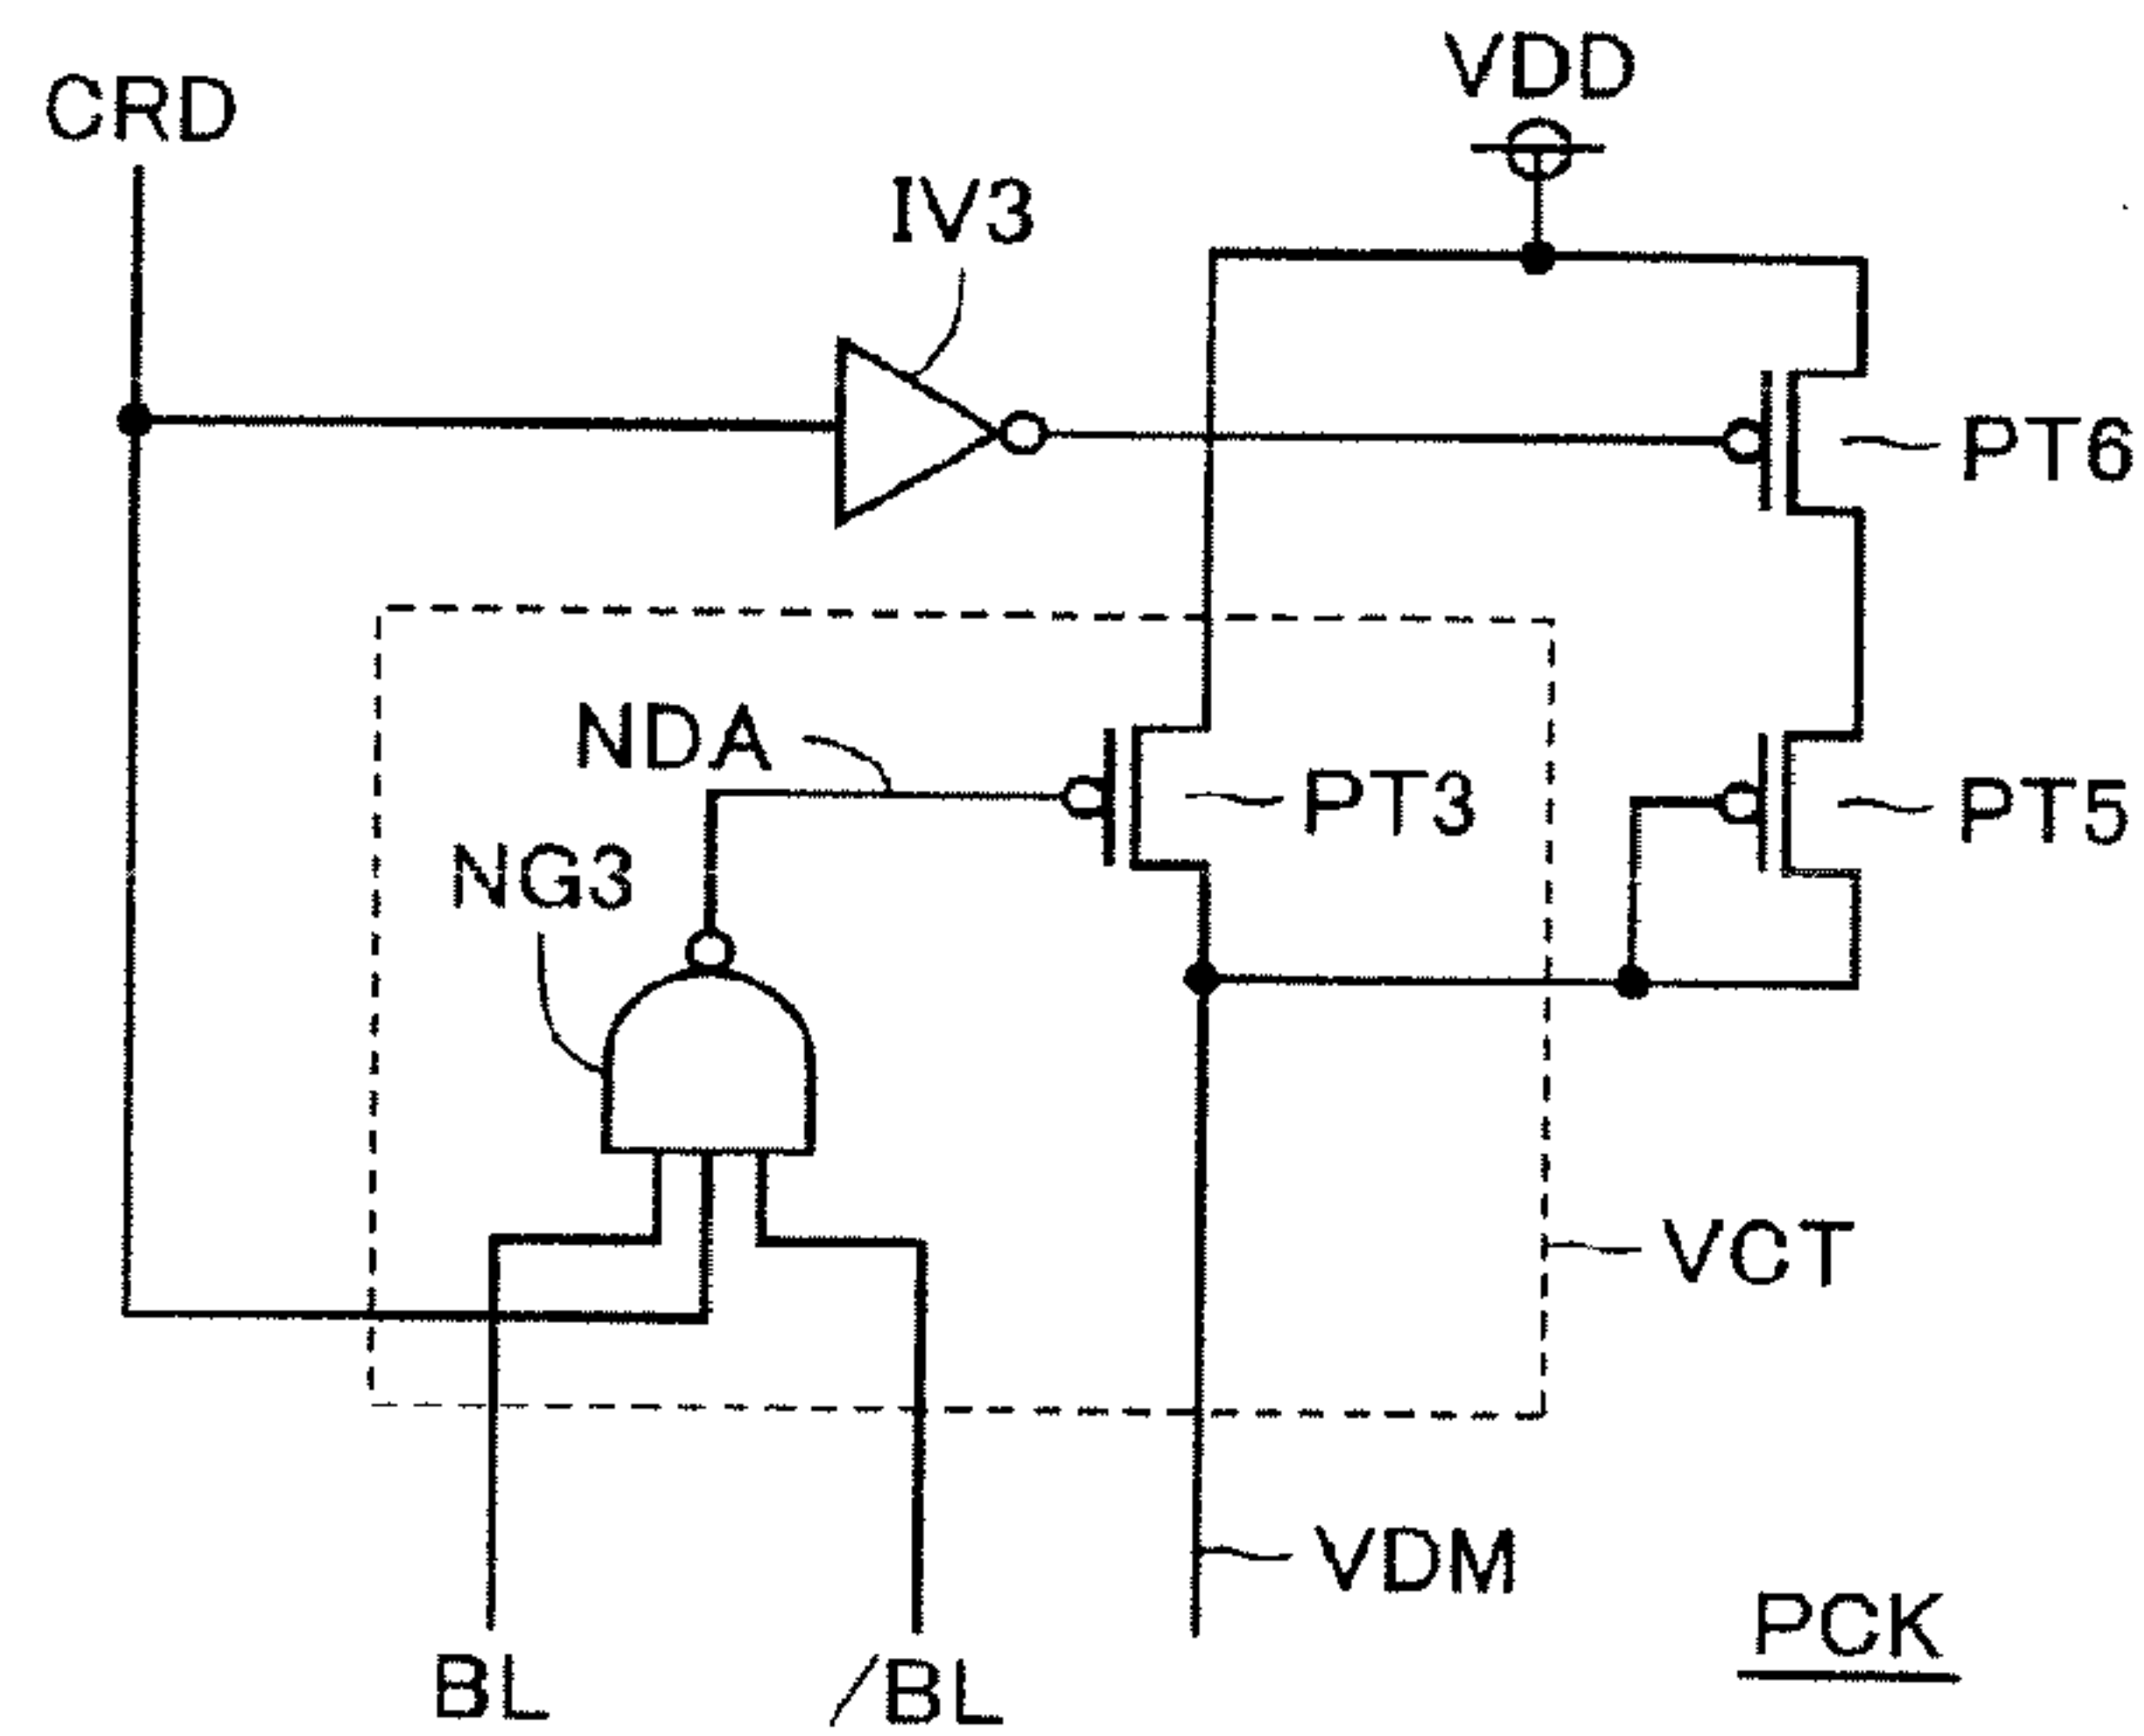 VDD
CRD
IV3
PT6
NDA
PT3
PT5
NG3
VCT
VDM
PCK
BL
/BL